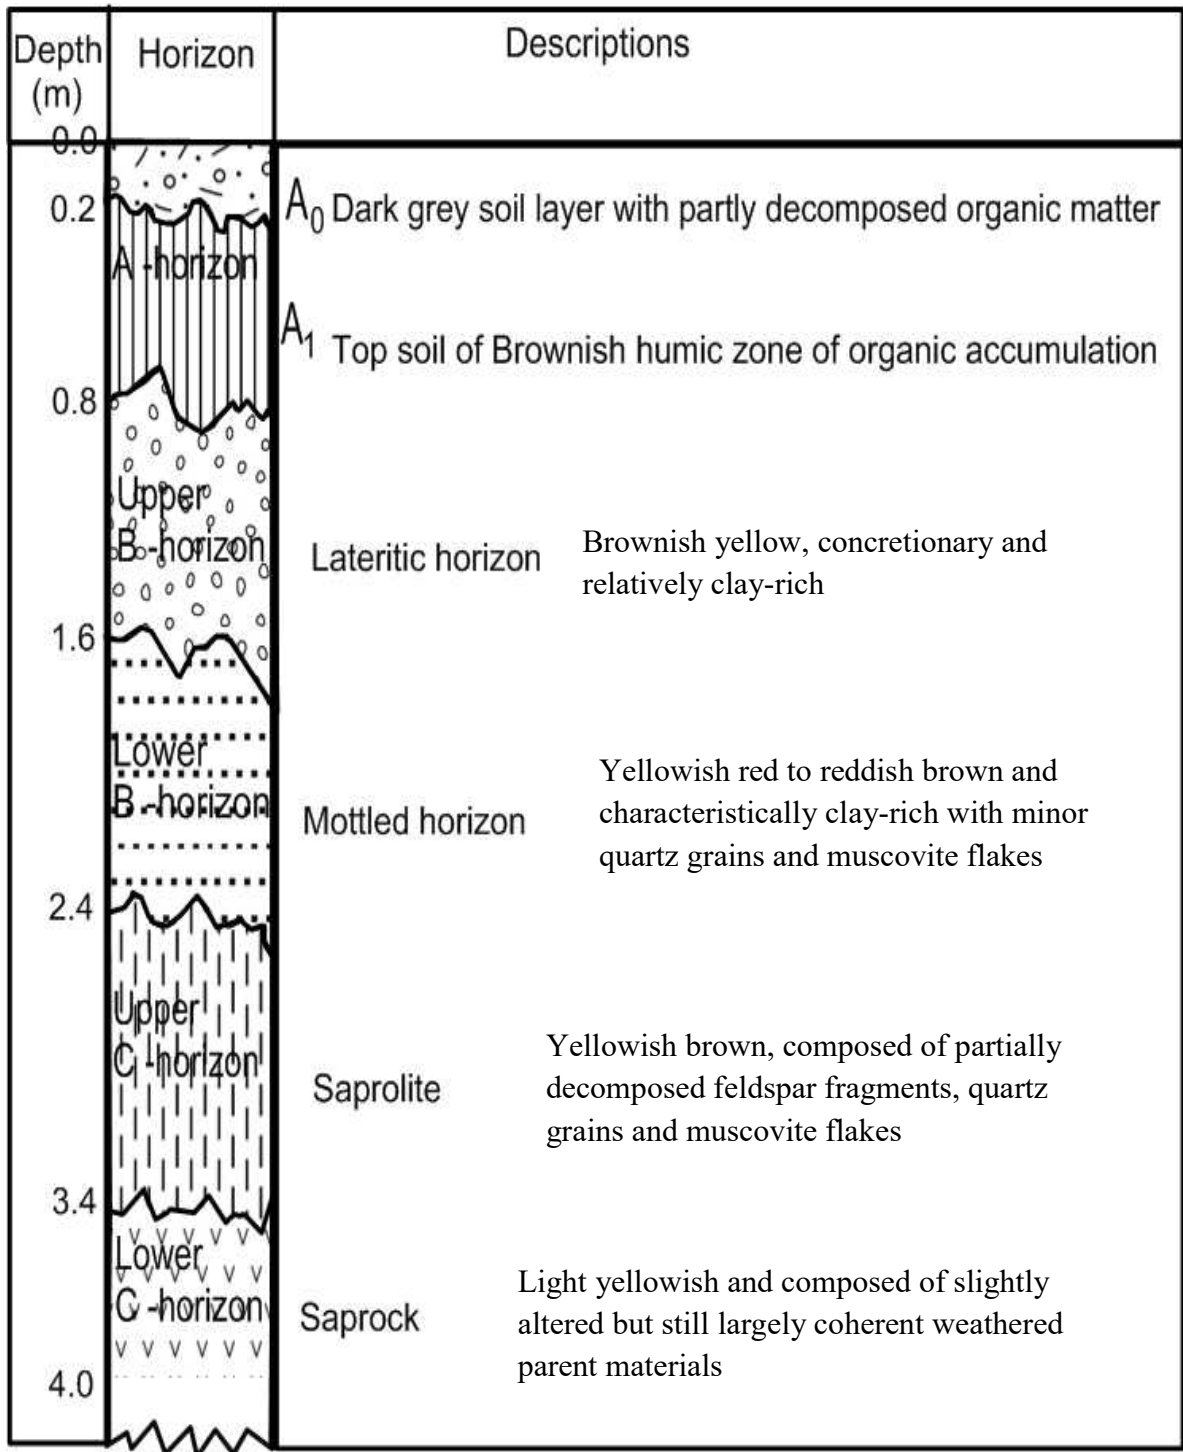 Depth
(m)
Horizon
Descriptions
0.0
0.2
A0 Dark grey soil layer with partly decomposed organic matter
A -horizon
A1 Top soil of Brownish humic zone of organic accumulation
0.8
Upper
B -horizon
Lateritic horizon
Brownish yellow, concretionary and
relatively clay-rich
1.6
Lower
B -horizon
Mottled horizon
Yellowish red to reddish brown and
characteristically clay-rich with minor
quartz grains and muscovite flakes
2.4
Upper
C -horizon
Saprolite
Yellowish brown, composed of partially
decomposed feldspar fragments, quartz
grains and muscovite flakes
3.4
Lower
C -horizon
Saprock
Light yellowish and composed of slightly
altered but still largely coherent weathered
parent materials
4.0